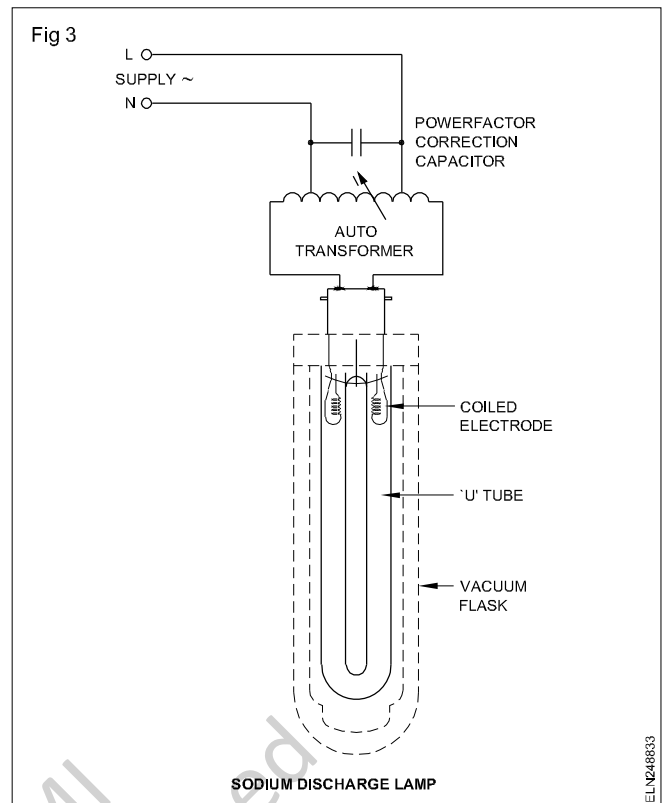 Fig 3
L
SUPPLY ~
N
POWERFACTOR
CORRECTION
CAPACITOR
AUTO
TRANSFORMER
COILED
ELECTRODE
`U' TUBE
VACUUM
FLASK
SODIUM DISCHARGE LAMP
ELN248833